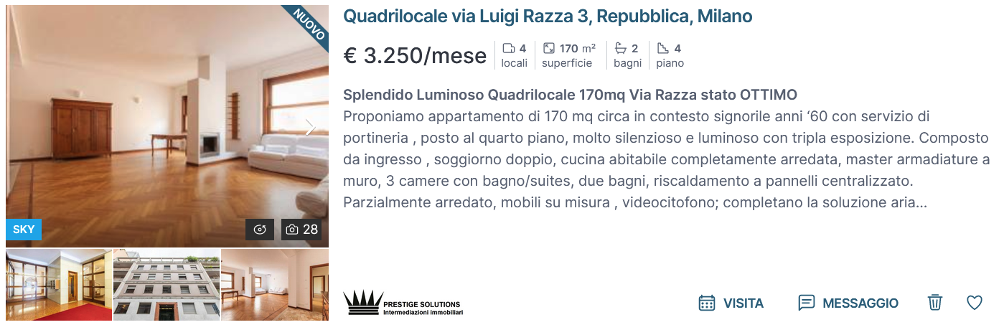 NUOVO
SKY
28
Quadrilocale via Luigi Razza 3, Repubblica, Milano
€ 3.250/mese
4
locali
170 m²
superficie
2
bagni
4
piano
Splendido Luminoso Quadrilocale 170mq Via Razza stato OTTIMO
Proponiamo appartamento di 170 mq circa in contesto signorile anni ‘60 con servizio di
portineria , posto al quarto piano, molto silenzioso e luminoso con tripla esposizione. Composto
da ingresso , soggiorno doppio, cucina abitabile completamente arredata, master armadiature a
muro, 3 camere con bagno/suites, due bagni, riscaldamento a pannelli centralizzato.
Parzialmente arredato, mobili su misura , videocitofono; completano la soluzione aria...
PRESTIGE SOLUTIONS
Intermediazioni immobiliari
VISITA
MESSAGGIO